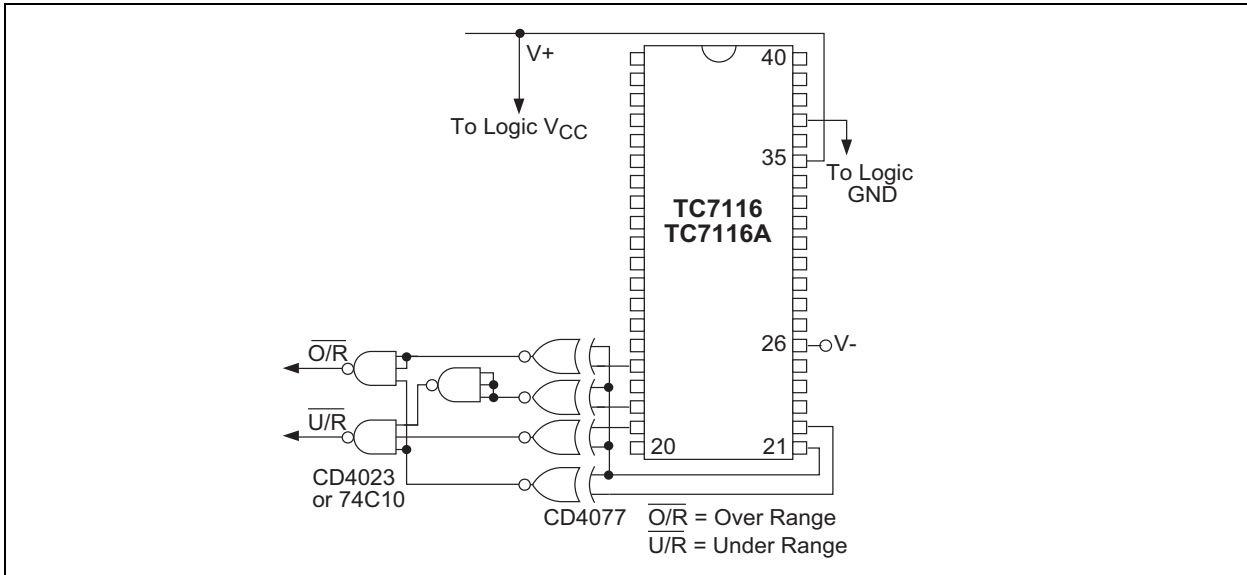 V+
40
To Logic VCC
35
To Logic
GND
TC7116
TC7116A
O/R
26
V-
U/R
20
21
CD4023
or 74C10
CD4077
O/R = Over Range
U/R = Under Range